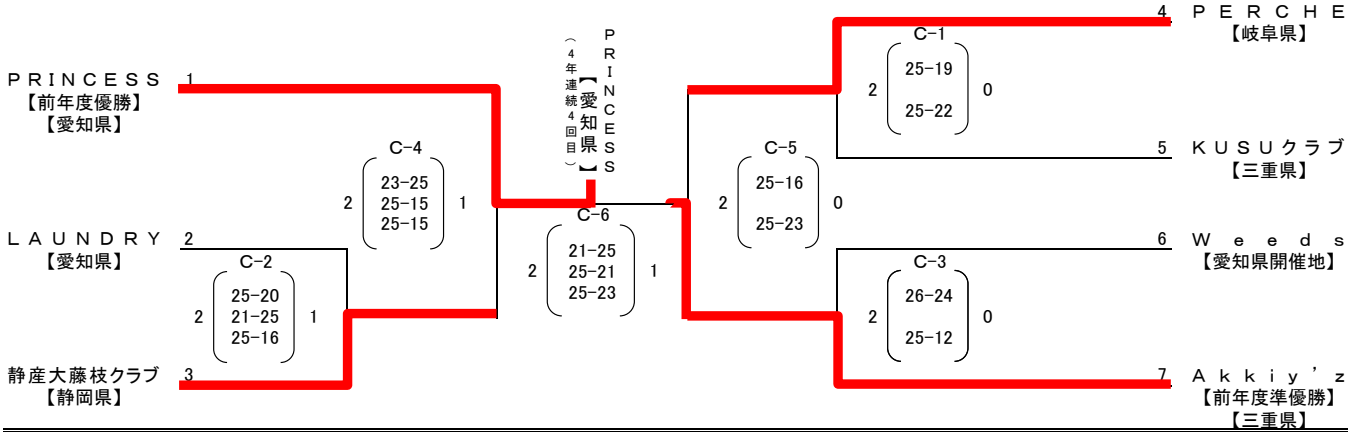 ＰＲＩＮＣＥＳＳ 1
【前年度優勝】
【愛知県】
ＬＡＵＮＤＲＹ 2
【愛知県】
静産大藤枝クラブ 3
【静岡県】
C-2
2
25-20
21-25
25-16
1
C-4
2
23-25
25-15
25-15
1
ＰＲＩＮＣＥＳＳ
【愛知県】
（４年連続４回目）
C-6
2
21-25
25-21
25-23
1
C-5
2
25-16
25-23
0
C-1
2
25-19
25-22
0
C-3
2
26-24
25-12
0
4 ＰＥＲＣＨＥ
【岐阜県】
5 ＫＵＳＵクラブ
【三重県】
6 Ｗｅｅｄｓ
【愛知県開催地】
7 Ａｋｋｉｙ’ｚ
【前年度準優勝】
【三重県】